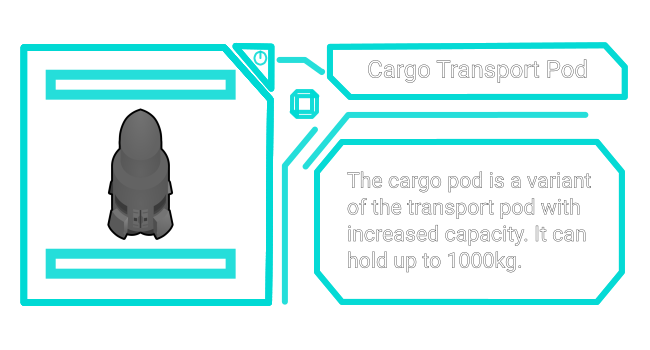 Cargo Transport Pod
The cargo pod is a variant
of the transport pod with
increased capacity. It can
hold up to 1000kg.